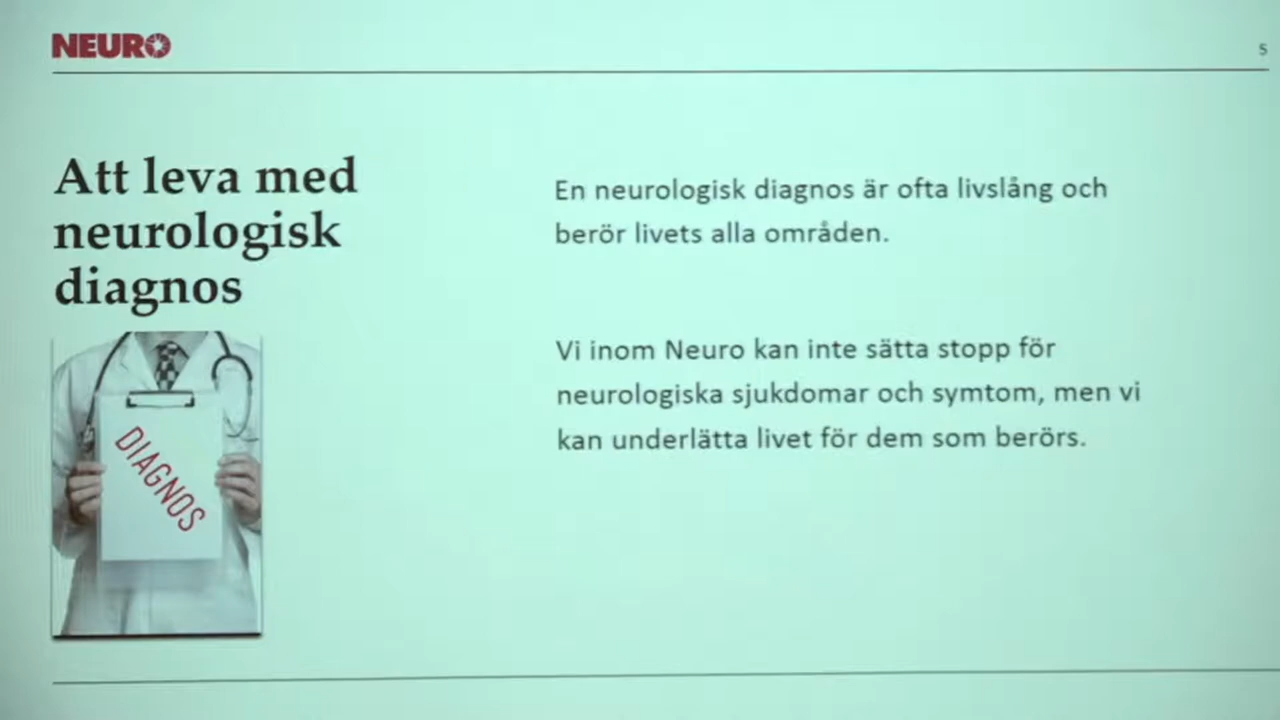 NEURO
5
Att leva med
neurologisk
diagnos
En neurologisk diagnos är ofta livslång och
berör livets alla områden.
Vi inom Neuro kan inte sätta stopp för
neurologiska sjukdomar och symtom, men vi
kan underlätta livet för dem som berörs.
DIAGNOS